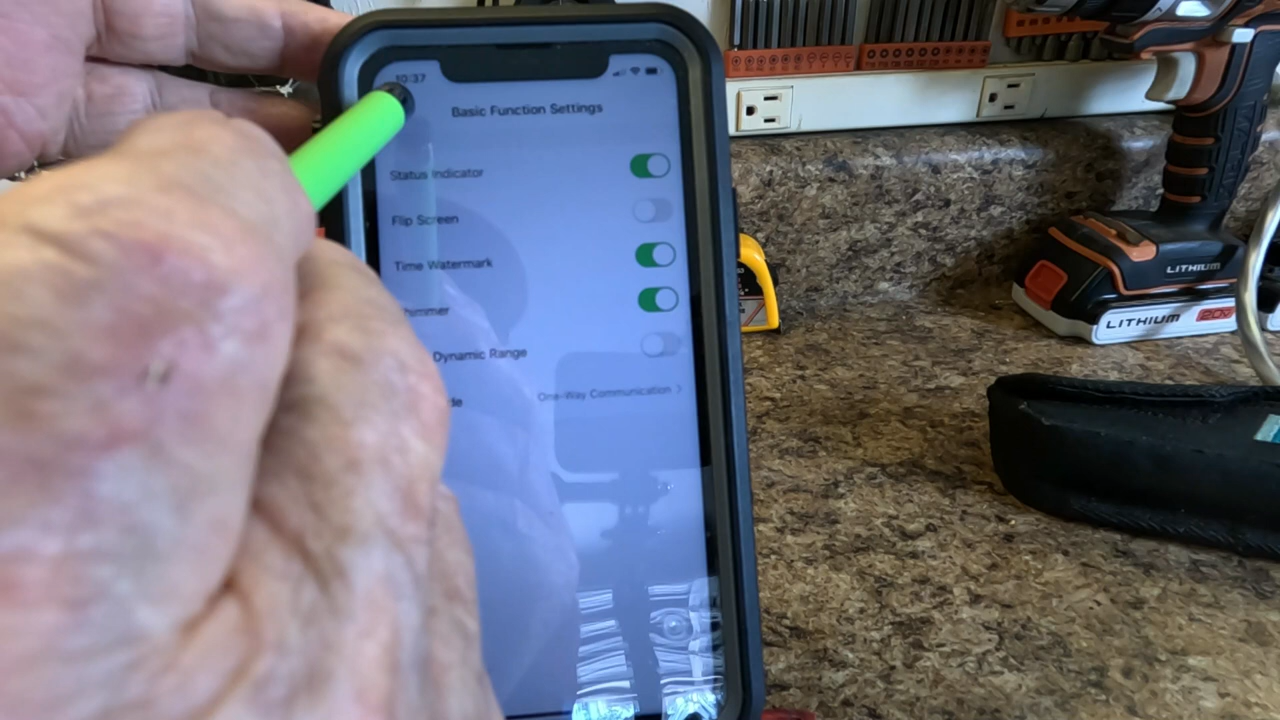 10:37
Basic Function Settings
Status Indicator
Flip Screen
Time Watermark
Dynamic Range
One-Way Communication >
LITHIUM
LITHIUM 20V